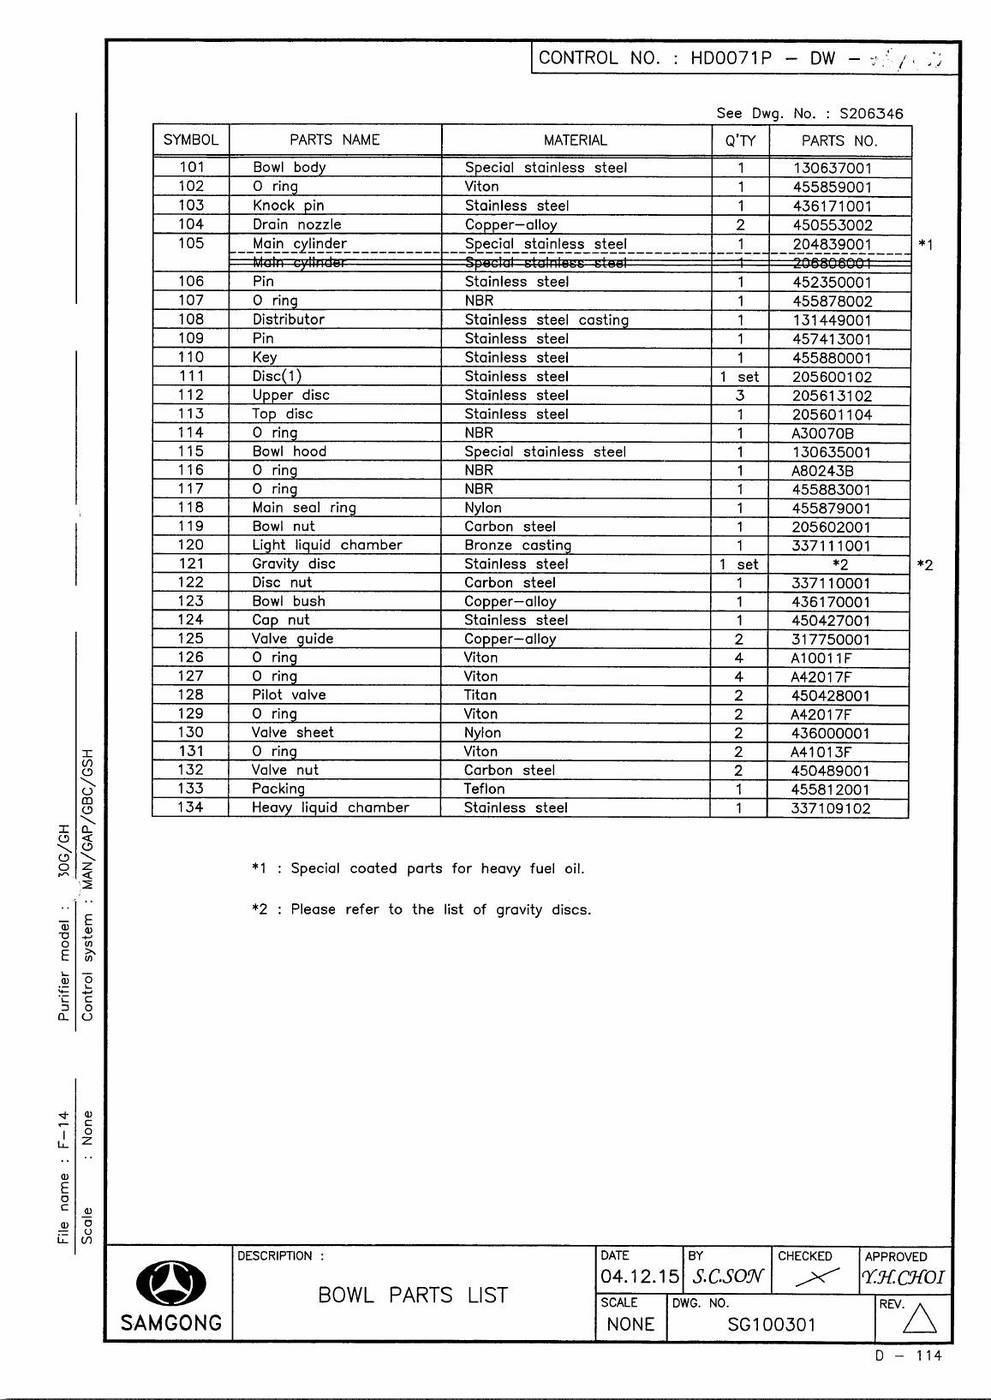 CONTROL NO. : HD0071P – DW –
See Dwg. No. : S206346
SYMBOL PARTS NAME MATERIAL Q'TY PARTS NO.
101 Bowl body Special stainless steel 1 130637001
102 O ring Viton 1 455859001
103 Knock pin Stainless steel 1 436171001
104 Drain nozzle Copper–alloy 2 450553002
105 Main cylinder Special stainless steel 1 204839001 *1
Main cylinder Special stainless steel 1 206806001
106 Pin Stainless steel 1 452350001
107 O ring NBR 1 455878002
108 Distributor Stainless steel casting 1 131449001
109 Pin Stainless steel 1 457413001
110 Key Stainless steel 1 455880001
111 Disc(1) Stainless steel 1 set 205600102
112 Upper disc Stainless steel 3 205613102
113 Top disc Stainless steel 1 205601104
114 O ring NBR 1 A30070B
115 Bowl hood Special stainless steel 1 130635001
116 O ring NBR 1 A80243B
117 O ring NBR 1 455883001
118 Main seal ring Nylon 1 455879001
119 Bowl nut Carbon steel 1 205602001
120 Light liquid chamber Bronze casting 1 337111001
121 Gravity disc Stainless steel 1 set *2 *2
122 Disc nut Carbon steel 1 337110001
123 Bowl bush Copper–alloy 1 436170001
124 Cap nut Stainless steel 1 450427001
125 Valve guide Copper–alloy 2 317750001
126 O ring Viton 4 A10011F
127 O ring Viton 4 A42017F
128 Pilot valve Titan 2 450428001
129 O ring Viton 2 A42017F
130 Valve sheet Nylon 2 436000001
131 O ring Viton 2 A41013F
132 Valve nut Carbon steel 2 450489001
133 Packing Teflon 1 455812001
134 Heavy liquid chamber Stainless steel 1 337109102
*1 : Special coated parts for heavy fuel oil.
*2 : Please refer to the list of gravity discs.
Purifier model : 30G/GH
Control system : MAN/GAP/GBC/GSH
File name : F–14
Scale : None
SAMGONG
DESCRIPTION :
BOWL PARTS LIST
DATE BY CHECKED APPROVED
04.12.15 S.C.SON Y.H.CHOI
SCALE DWG. NO. REV.
NONE SG100301
D – 114